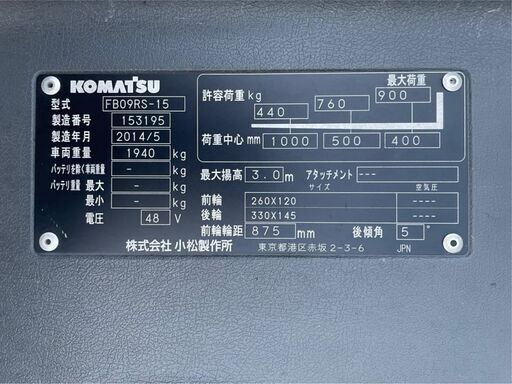 KOMATSU
型式 FB09RS-15
製造番号 153195
製造年月 2014/5
車両重量 1940 kg
バッテリを除く車両重量 - kg
バッテリ重量 最大 - kg
最小 - kg
電圧 48 V
最大荷重
許容荷重 kg 440 760 900
荷重中心 mm 1000 500 400
最大揚高 3.0 m アタッチメント ---
サイズ 空気圧
前輪 260X120 ----
後輪 330X145 ----
前輪輪距 875 mm 後傾角 5 °
株式会社 小松製作所 東京都港区赤坂2-3-6 JPN